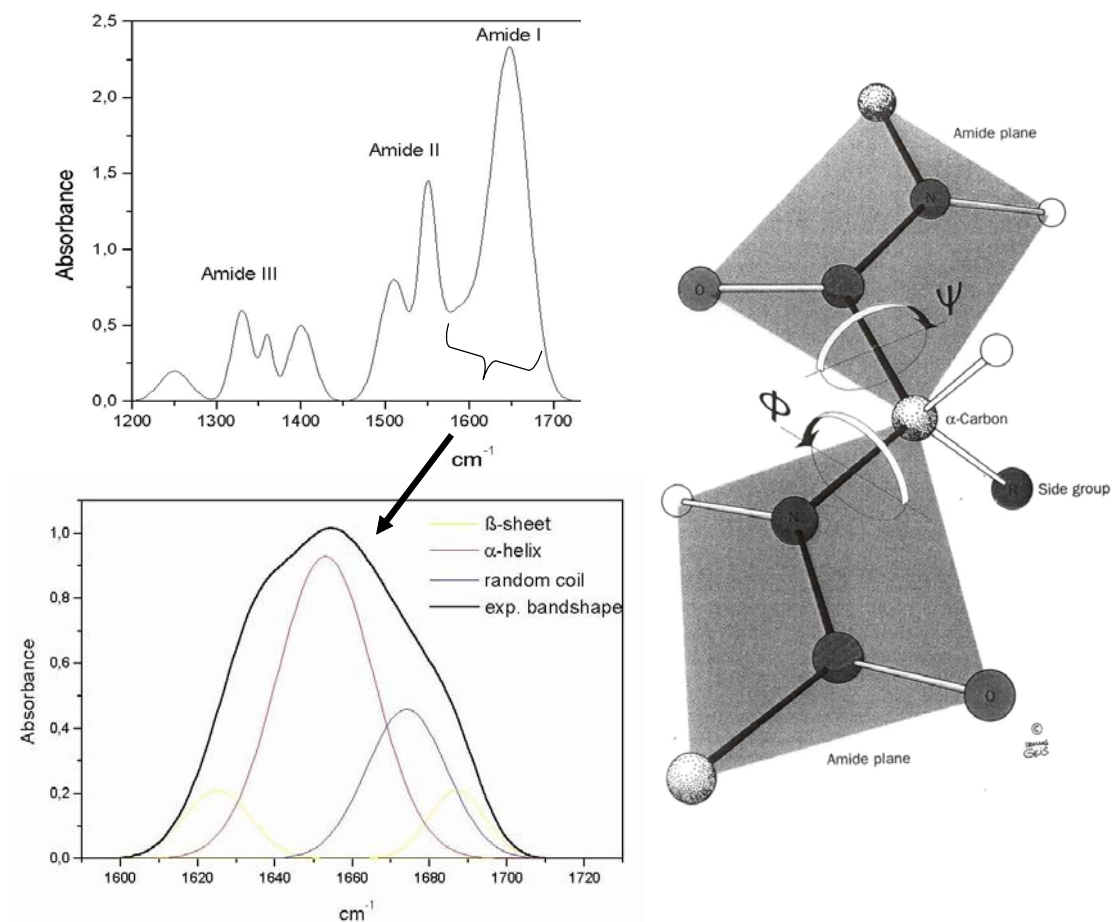 Amide I
Amide II
Amide III
2,5
2,0
1,5
1,0
0,5
0,0
Absorbance
1200 1300 1400 1500 1600 1700
cm-1
ß-sheet
α-helix
random coil
exp. bandshape
1,0
0,8
0,6
0,4
0,2
0,0
Absorbance
1600 1620 1640 1660 1680 1700 1720
cm-1
Amide plane
N
O
Ψ
α-Carbon
Φ
R
Side group
N
O
Amide plane
©
GEIS